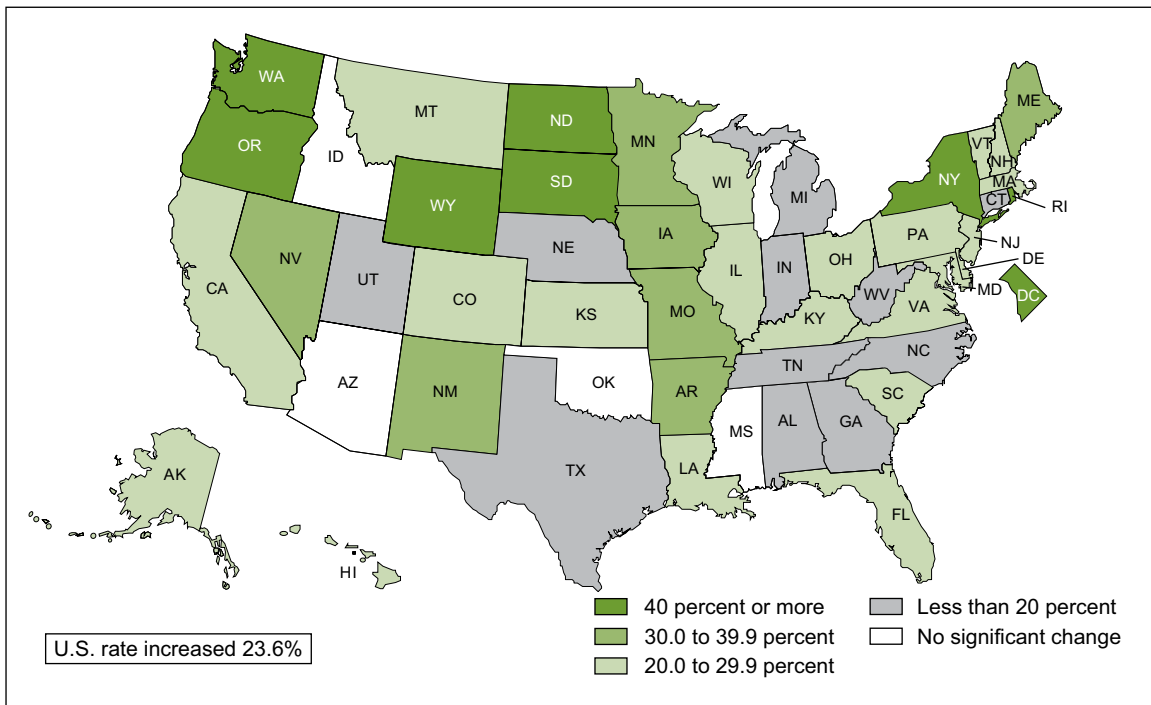 WA
MT
ND
MN
ME
OR
ID
SD
WI
MI
VT
NH
NY
MA
CT
RI
WY
NV
UT
NE
IA
IL
IN
OH
PA
NJ
DE
MD
DC
CA
CO
KS
MO
KY
WV
VA
AZ
NM
OK
AR
TN
NC
SC
TX
LA
MS
AL
GA
FL
AK
HI
40 percent or more
30.0 to 39.9 percent
20.0 to 29.9 percent
Less than 20 percent
No significant change
U.S. rate increased 23.6%